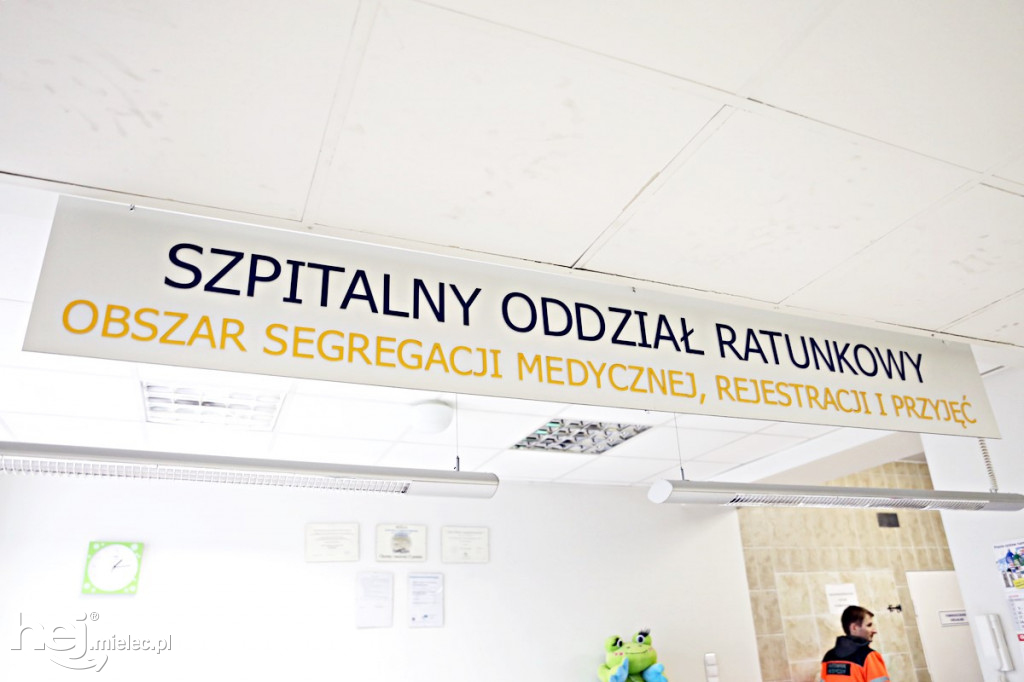 SZPITALNY ODDZIAŁ RATUNKOWY
OBSZAR SEGREGACJI MEDYCZNEJ, REJESTRACJI I PRZYJĘĆ
hej®.mielec.pl